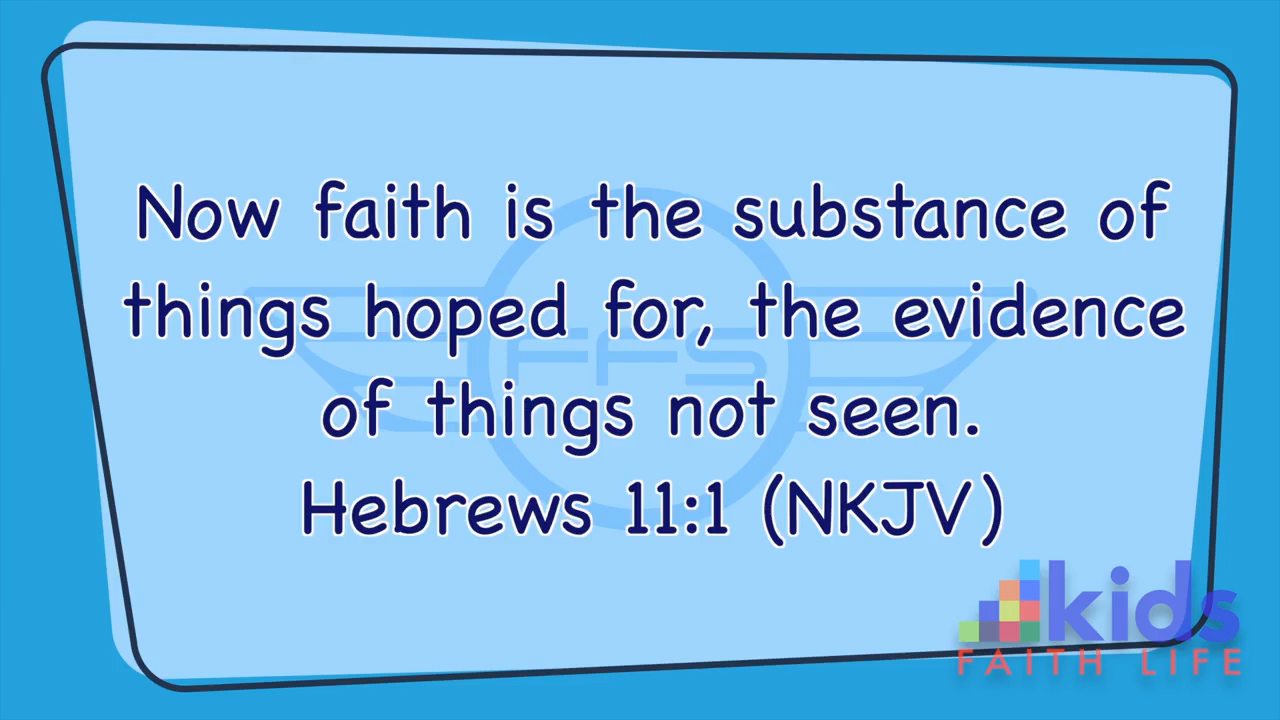 Now faith is the substance of
things hoped for, the evidence
of things not seen.
Hebrews 11:1 (NKJV)
FFS
kids
FAITH LIFE